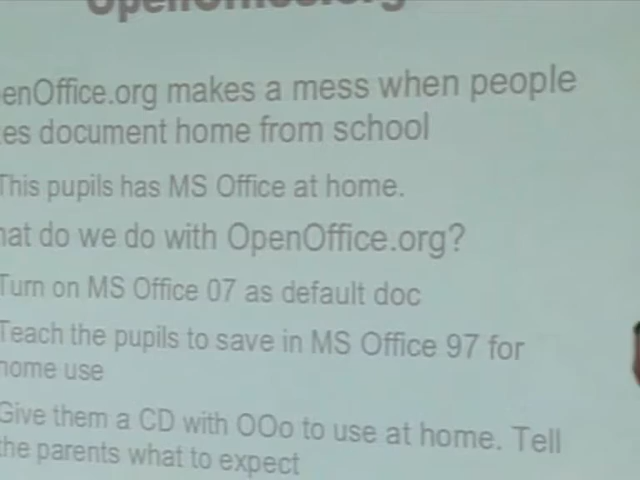 OpenOffice.org
enOffice.org makes a mess when people
es document home from school
This pupils has MS Office at home.
hat do we do with OpenOffice.org?
Turn on MS Office 07 as default doc
Teach the pupils to save in MS Office 97 for
home use
Give them a CD with OOo to use at home. Tell
the parents what to expect